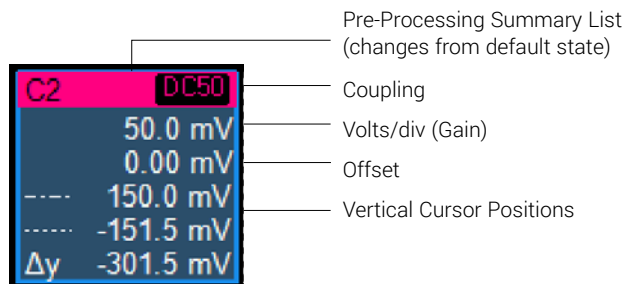 Pre-Processing Summary List
(changes from default state)
C2 DC50 Coupling
50.0 mV Volts/div (Gain)
0.00 mV Offset
150.0 mV Vertical Cursor Positions
-151.5 mV
Δy -301.5 mV